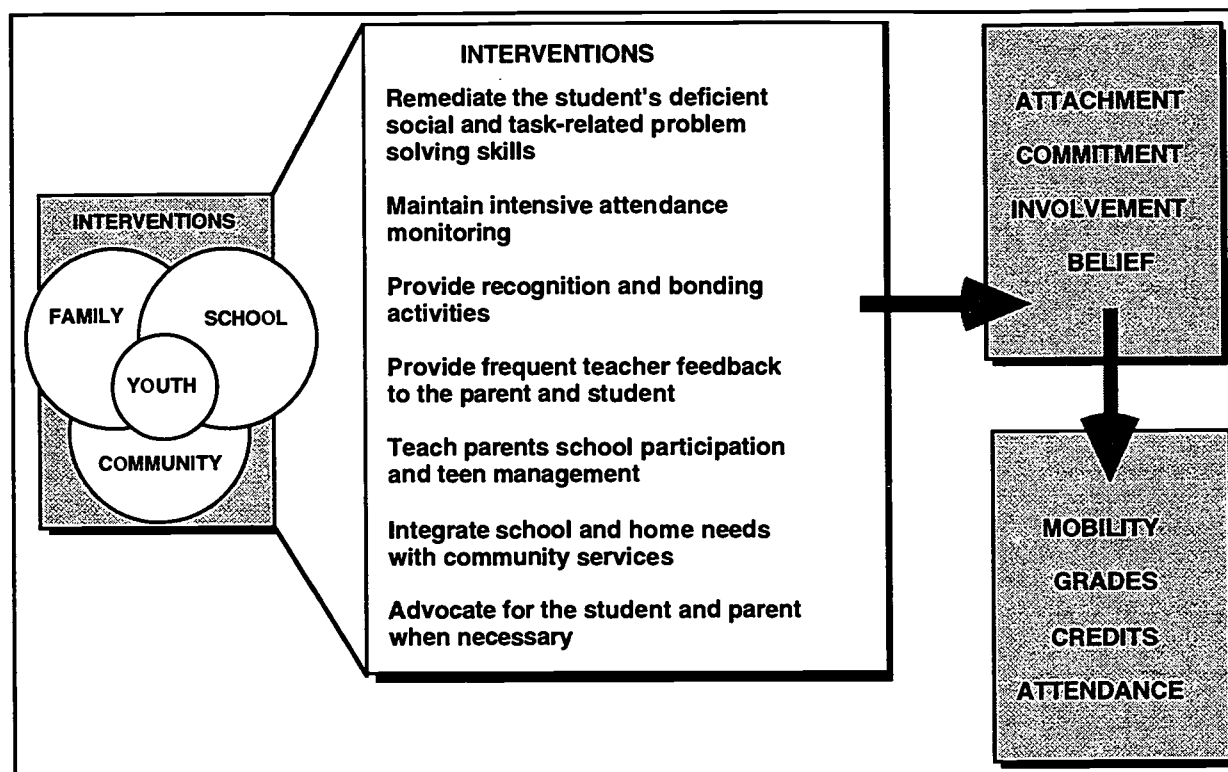 INTERVENTIONS
FAMILY
SCHOOL
YOUTH
COMMUNITY
INTERVENTIONS
Remediate the student's deficient
social and task-related problem
solving skills
Maintain intensive attendance
monitoring
Provide recognition and bonding
activities
Provide frequent teacher feedback
to the parent and student
Teach parents school participation
and teen management
Integrate school and home needs
with community services
Advocate for the student and parent
when necessary
ATTACHMENT
COMMITMENT
INVOLVEMENT
BELIEF
MOBILITY
GRADES
CREDITS
ATTENDANCE